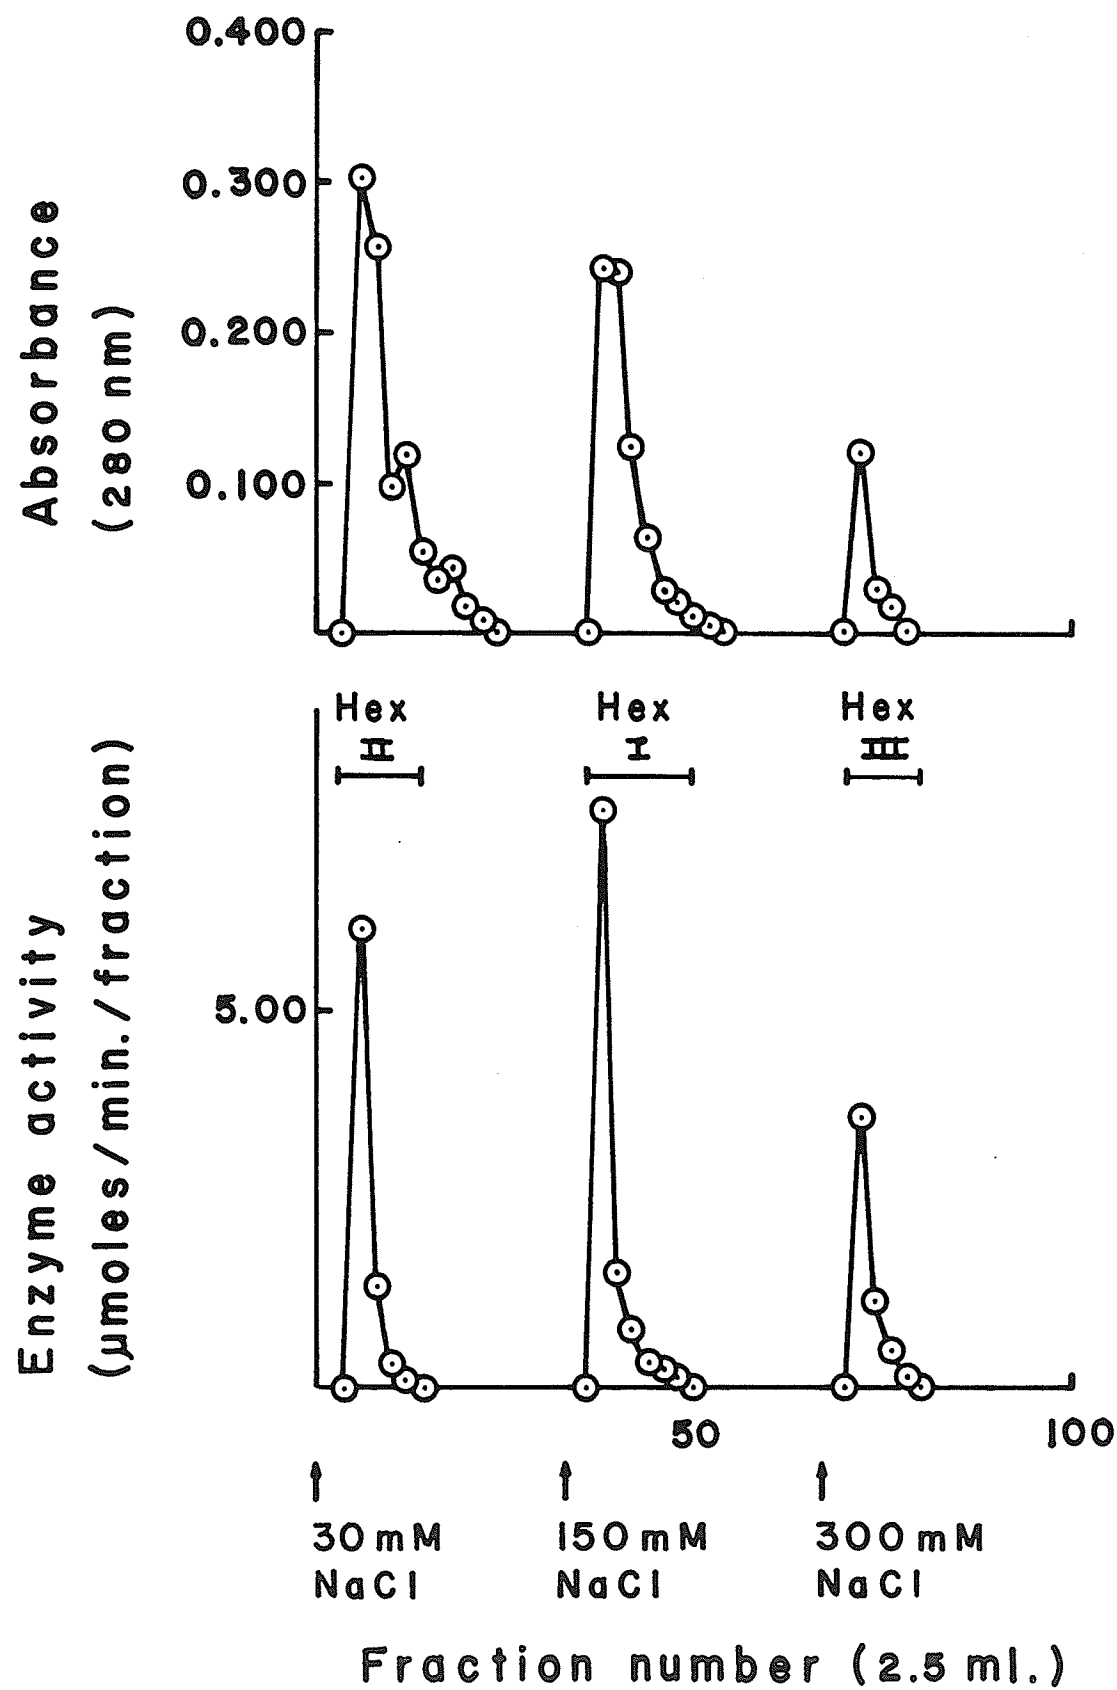 0.400
0.300
0.200
0.100
Absorbance
(280 nm)
Hex
II
Hex
I
Hex
III
5.00
Enzyme activity
(µmoles/min./fraction)
50
100
30 mM
NaCl
150 mM
NaCl
300 mM
NaCl
Fraction number (2.5 ml.)